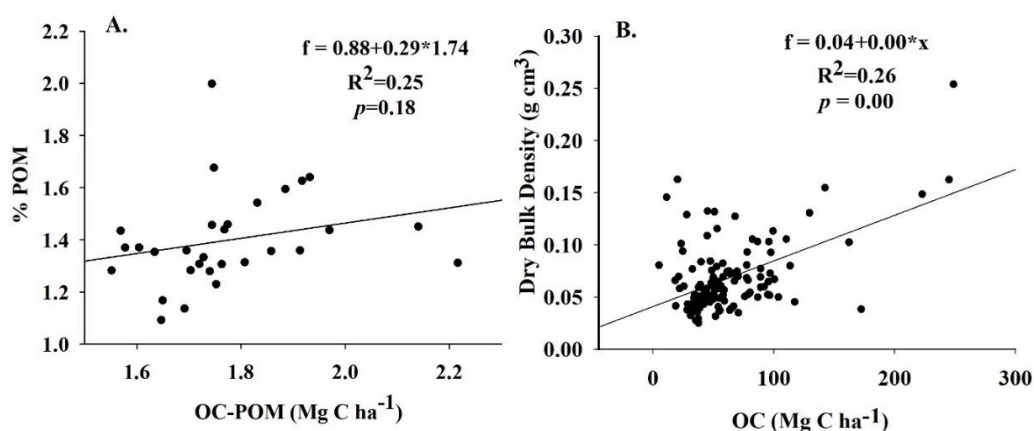 A.
f = 0.88+0.29*1.74
R²=0.25
p=0.18
2.2
2.0
1.8
1.6
1.4
1.2
1.0
% POM
1.6
1.8
2.0
2.2
OC-POM (Mg C ha⁻¹)
B.
f = 0.04+0.00*x
R²=0.26
p = 0.00
0.30
0.25
0.20
0.15
0.10
0.05
0.00
Dry Bulk Density (g cm³)
0
100
200
300
OC (Mg C ha⁻¹)